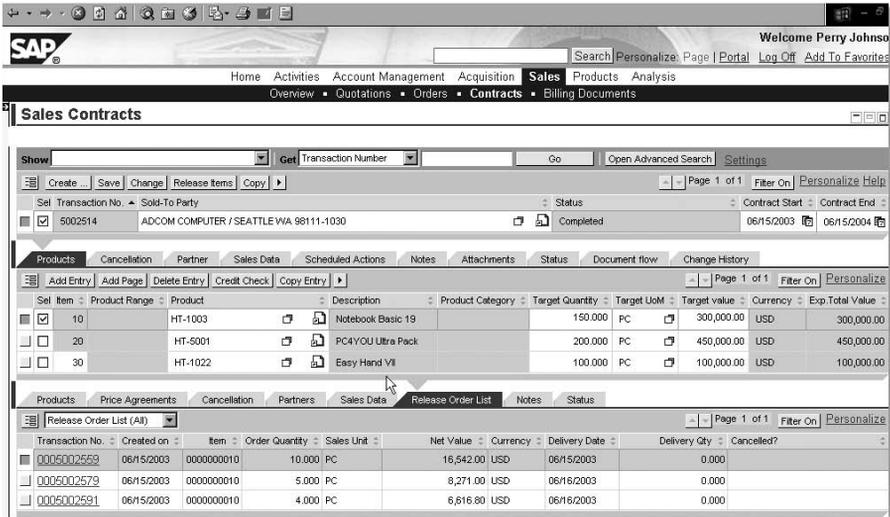 Welcome Perry Johnso
SAP ®
Search Personalize: Page | Portal Log Off Add To Favorites
Home Activities Account Management Acquisition Sales Products Analysis
Overview ▪ Quotations ▪ Orders ▪ Contracts ▪ Billing Documents
Sales Contracts
Show Get Transaction Number Go Open Advanced Search Settings
Create ... Save Change Release Items Copy Page 1 of 1 Filter On Personalize Help
Sel Transaction No. Sold-To Party Status Contract Start Contract End
5002514 ADCOM COMPUTER / SEATTLE WA 98111-1030 Completed 06/15/2003 06/15/2004
Products Cancellation Partner Sales Data Scheduled Actions Notes Attachments Status Document flow Change History
Add Entry Add Page Delete Entry Credit Check Copy Entry Page 1 of 1 Filter On Personalize
Sel Item Product Range Product Description Product Category Target Quantity Target UoM Target value Currency Exp.Total Value
10 HT-1003 Notebook Basic 19 150.000 PC 300,000.00 USD 300,000.00
20 HT-5001 PC4YOU Ultra Pack 200.000 PC 450,000.00 USD 450,000.00
30 HT-1022 Easy Hand VII 100.000 PC 100,000.00 USD 100,000.00
Products Price Agreements Cancellation Partners Sales Data Release Order List Notes Status
Release Order List (All) Page 1 of 1 Filter On Personalize
Transaction No. Created on Item Order Quantity Sales Unit Net Value Currency Delivery Date Delivery Qty Cancelled?
0005002559 06/15/2003 0000000010 10.000 PC 16,542.00 USD 06/15/2003 0.000
0005002579 06/15/2003 0000000010 5.000 PC 8,271.00 USD 06/16/2003 0.000
0005002591 06/15/2003 0000000010 4.000 PC 6,616.80 USD 06/16/2003 0.000